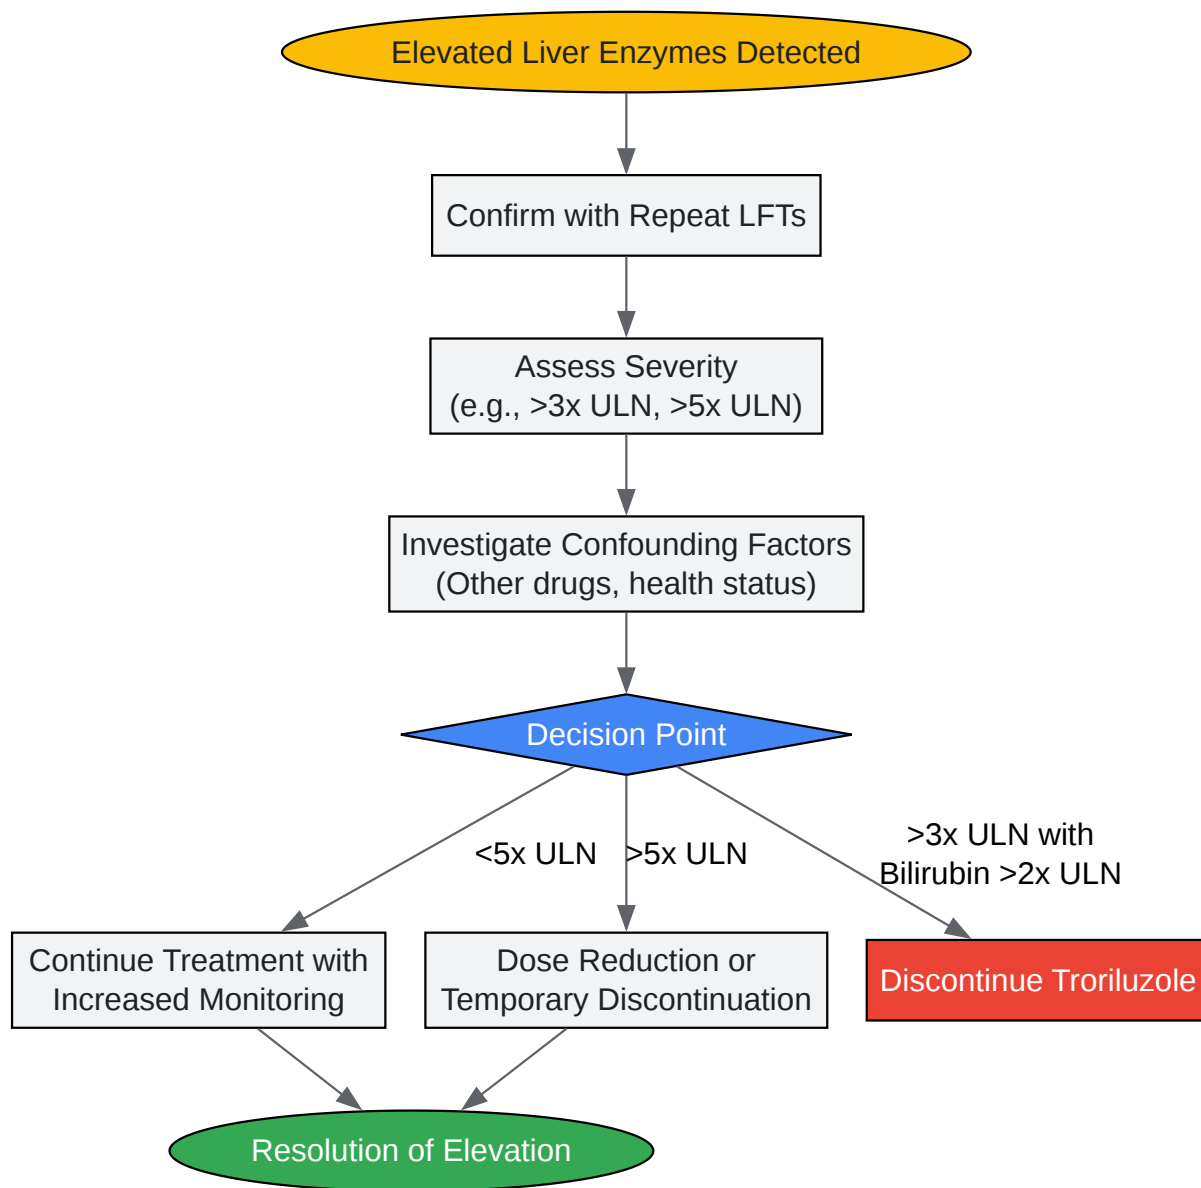 Elevated Liver Enzymes Detected
Confirm with Repeat LFTs
Assess Severity
(e.g., >3x ULN, >5x ULN)
Investigate Confounding Factors
(Other drugs, health status)
Decision Point
<5x ULN
>5x ULN
>3x ULN with
Bilirubin >2x ULN
Continue Treatment with
Increased Monitoring
Dose Reduction or
Temporary Discontinuation
Discontinue Troriluzole
Resolution of Elevation